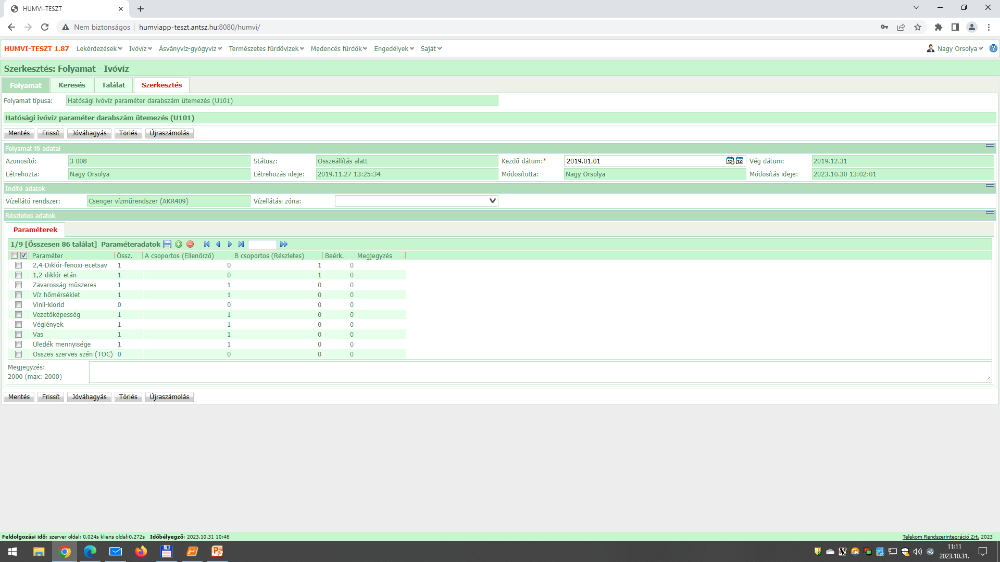 HUMVI-TESZT
Nem biztonságos
humviapp-teszt.antsz.hu:8080/humvi/
HUMVI-TESZT 1.87 Lekérdezések Ivóvíz Ásványvíz-gyógyvíz Természetes fürdővizek Medencés fürdők Engedélyek Saját Nagy Orsolya
Szerkesztés: Folyamat - Ivóvíz
Folyamat Keresés Találat Szerkesztés
Folyamat típusa: Hatósági ivóvíz paraméter darabszám ütemezés (U101)
Hatósági ivóvíz paraméter darabszám ütemezés (U101)
Mentés Frissít Jóváhagyás Törlés Újraszámolás
Folyamat fő adatai
Azonosító: 3 008 Státusz: Összeállítás alatt Kezdő dátum:* 2019.01.01 Vég dátum: 2019.12.31
Létrehozta: Nagy Orsolya Létrehozás ideje: 2019.11.27 13:25:34 Módosította: Nagy Orsolya Módosítás ideje: 2023.10.30 13:02:01
Indító adatok
Vízellátó rendszer: Csenger vízműrendszer (AKR409) Vízellátási zóna:
Részletes adatok
Paraméterek
1/9 [Összesen 86 találat] Paraméteradatok
Paraméter Össz. A csoportos (Ellenőrző) B csoportos (Részletes) Beérk. Megjegyzés
2,4-Diklór-fenoxi-ecetsav 1 0 1 0
1,2-diklór-etán 1 0 1 0
Zavarosság műszeres 1 1 0 0
Víz hőmérséklet 1 1 0 0
Vinil-klorid 0 0 0 0
Vezetőképesség 1 1 0 0
Véglények 1 1 0 0
Vas 1 1 0 0
Üledék mennyisége 1 1 0 0
Összes szerves szén (TOC) 0 0 0 0
Megjegyzés:
2000 (max: 2000)
Mentés Frissít Jóváhagyás Törlés Újraszámolás
Feldolgozási idő: szerver oldal: 0,024s kliens oldal:0,272s Időbélyegző: 2023.10.31 10:46 Telekom Rendszerintegráció Zrt. 2023
11:11
2023.10.31.